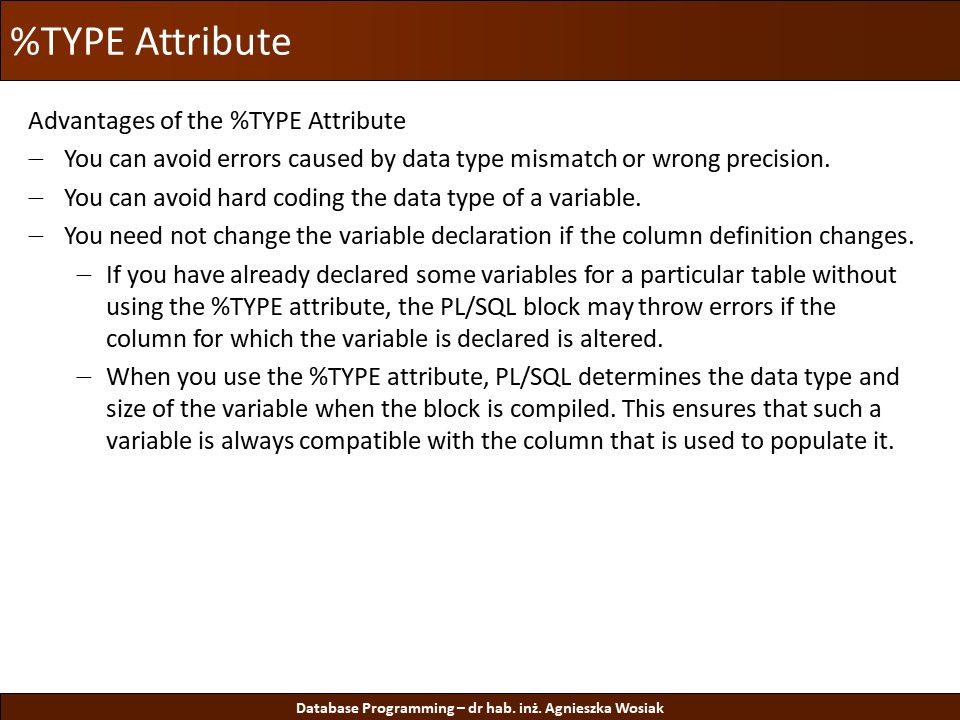 %TYPE Attribute
Advantages of the %TYPE Attribute
– You can avoid errors caused by data type mismatch or wrong precision.
– You can avoid hard coding the data type of a variable.
– You need not change the variable declaration if the column definition changes.
– If you have already declared some variables for a particular table without
using the %TYPE attribute, the PL/SQL block may throw errors if the
column for which the variable is declared is altered.
– When you use the %TYPE attribute, PL/SQL determines the data type and
size of the variable when the block is compiled. This ensures that such a
variable is always compatible with the column that is used to populate it.
Database Programming – dr hab. inż. Agnieszka Wosiak